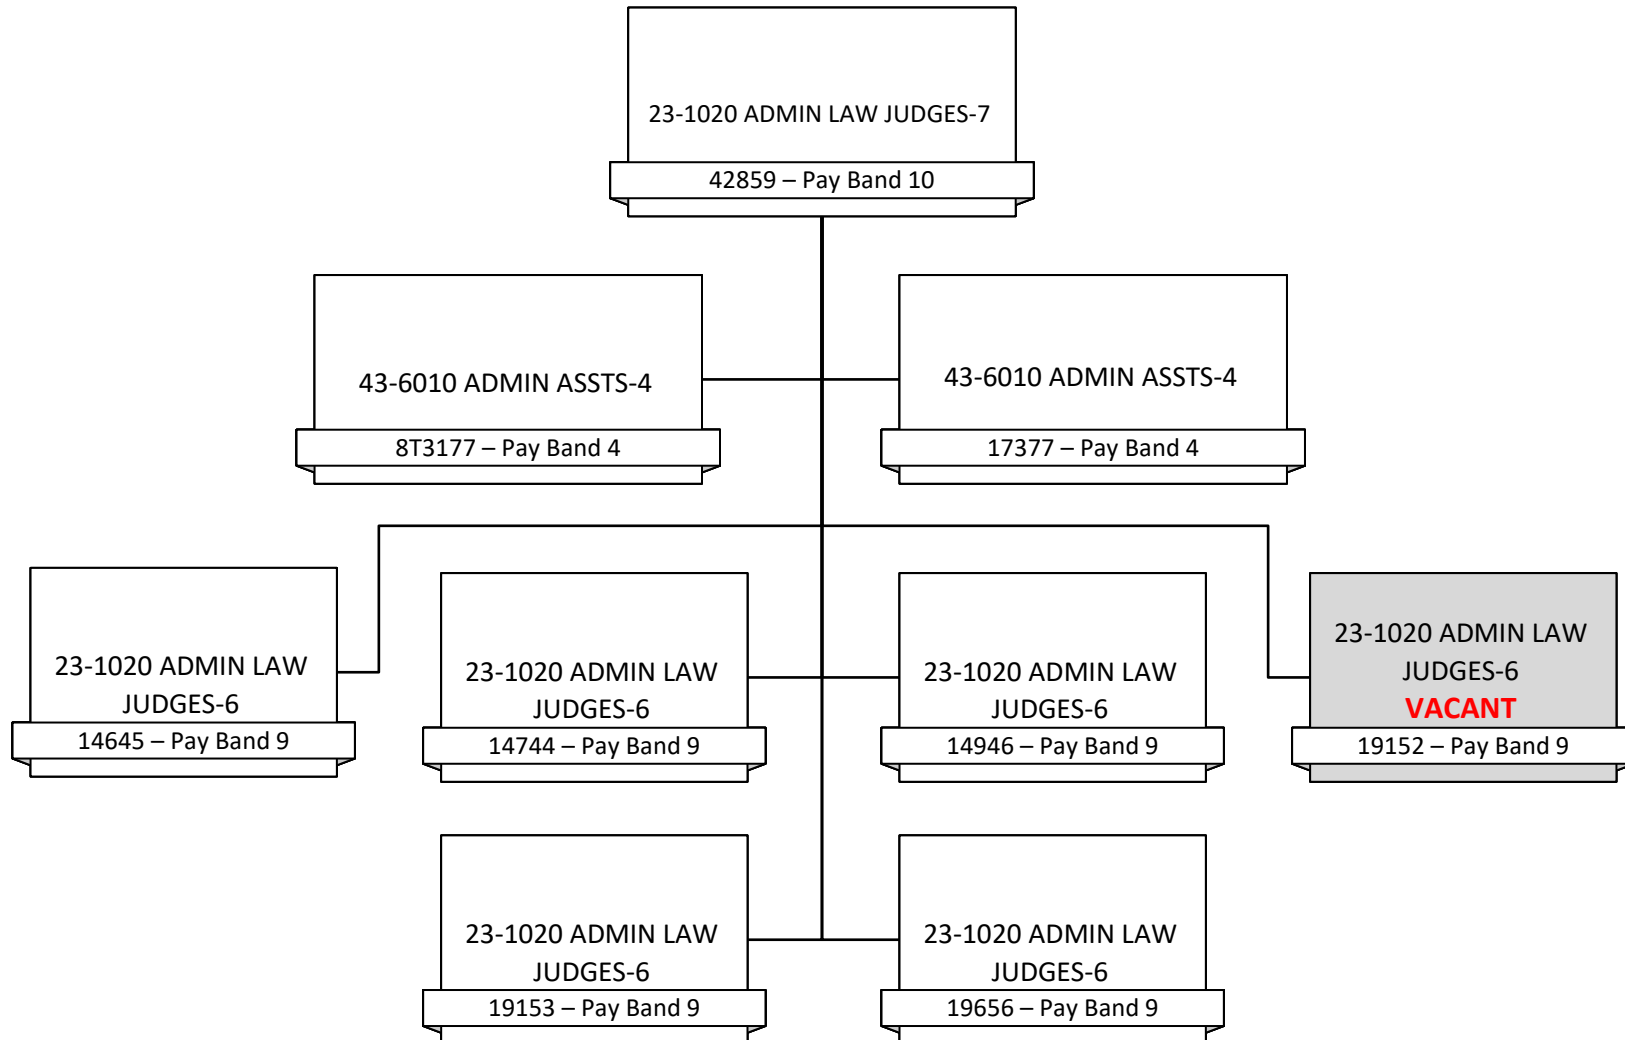 23-1020 ADMIN LAW JUDGES-7
42859 – Pay Band 10
43-6010 ADMIN ASSTS-4
8T3177 – Pay Band 4
43-6010 ADMIN ASSTS-4
17377 – Pay Band 4
23-1020 ADMIN LAW
JUDGES-6
14645 – Pay Band 9
23-1020 ADMIN LAW
JUDGES-6
14744 – Pay Band 9
23-1020 ADMIN LAW
JUDGES-6
14946 – Pay Band 9
23-1020 ADMIN LAW
JUDGES-6
VACANT
19152 – Pay Band 9
23-1020 ADMIN LAW
JUDGES-6
19153 – Pay Band 9
23-1020 ADMIN LAW
JUDGES-6
19656 – Pay Band 9